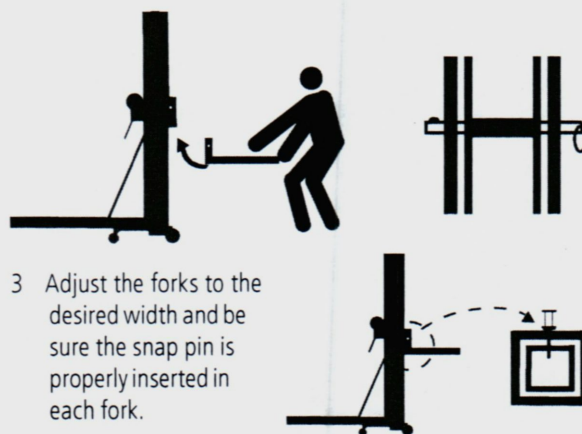 3 Adjust the forks to the
desired width and be
sure the snap pin is
properly inserted in
each fork.